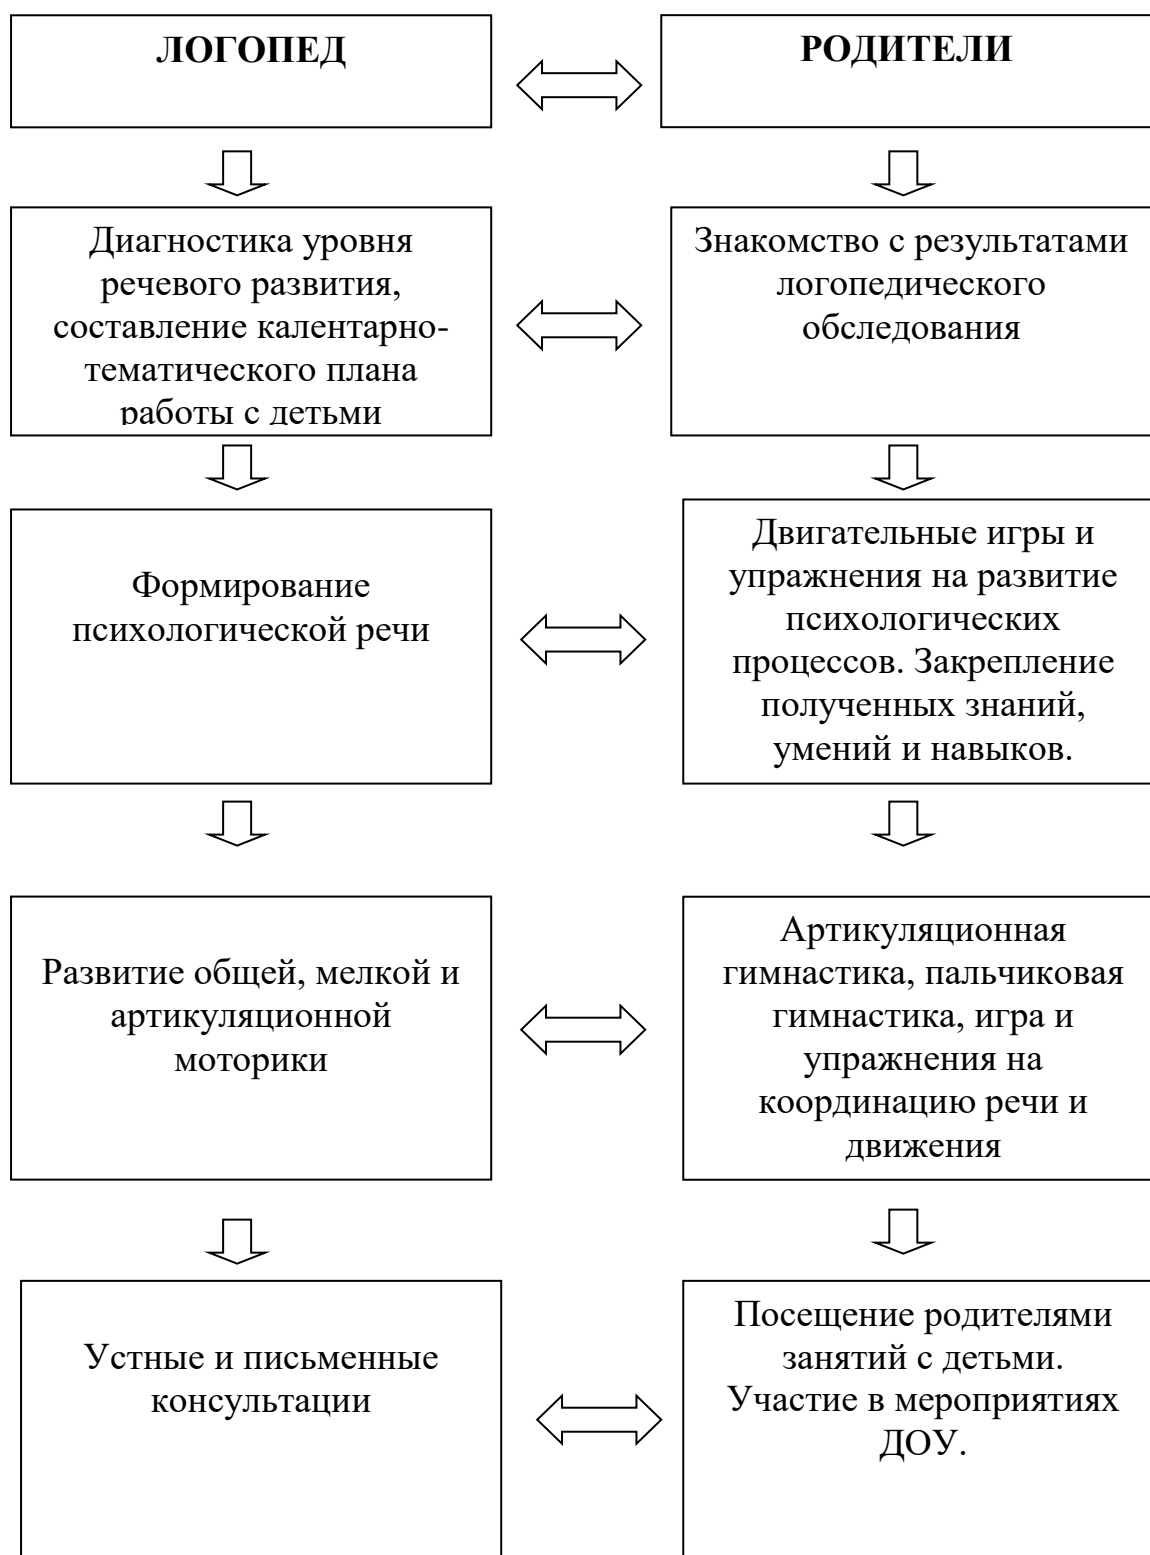 ЛОГОПЕД
РОДИТЕЛИ
Диагностика уровня
речевого развития,
составление календарно-
тематического плана
работы с детьми
Знакомство с результатами
логопедического
обследования
Формирование
психологической речи
Двигательные игры и
упражнения на развитие
психологических
процессов. Закрепление
полученных знаний,
умений и навыков.
Развитие общей, мелкой и
артикуляционной
моторики
Артикуляционная
гимнастика, пальчиковая
гимнастика, игра и
упражнения на
координацию речи и
движения
Устные и письменные
консультации
Посещение родителями
занятий с детьми.
Участие в мероприятиях
ДОУ.